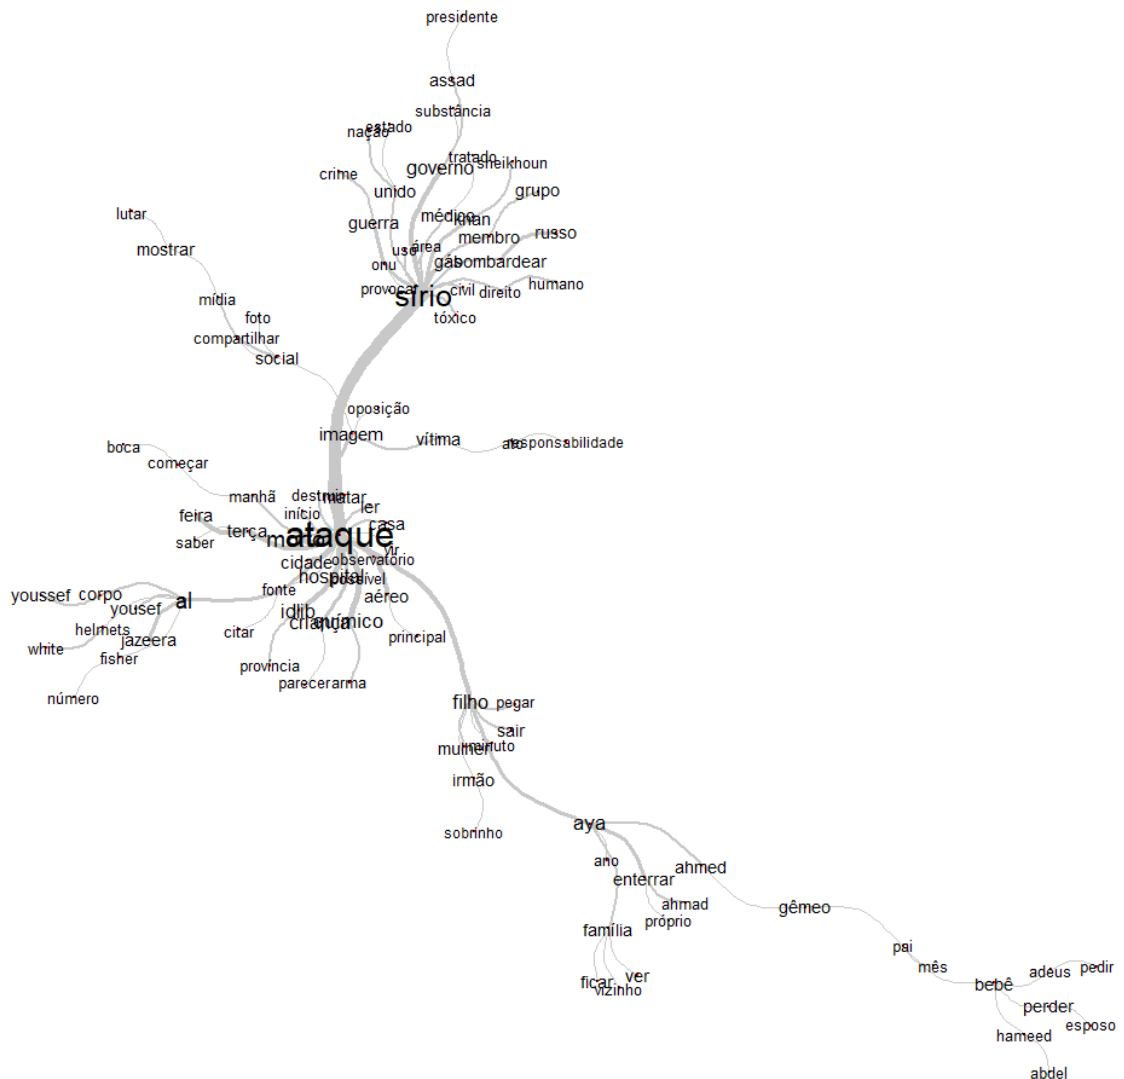 presidente
assad
substância
estado
nação
tratado
sheikhoun
governo
crime
unido
grupo
lutar
médico
khan
guerra
membro
russo
mostrar
uso
área
onu
gás
bombardear
humano
provocar
sírio
civil
direito
mídia
foto
tóxico
compartilhar
social
oposição
imagem
vítima
ato
responsabilidade
boca
começar
manhã
destruir
matar
ler
feira
início
casa
terça
ataque
saber
vir
cidade
observatório
hospital
possível
fonte
youssef
corpo
al
aéreo
yousef
idlib
criança
químico
helmets
citar
principal
white
jazeera
fisher
província
parecer
arma
número
filho
pegar
sair
mulher
minuto
irmão
aya
sobrinho
ano
ahmed
enterrar
ahmad
gêmeo
próprio
família
pai
mês
adeus
pedir
ficar
ver
vizinho
bebê
perder
esposo
hameed
abdel